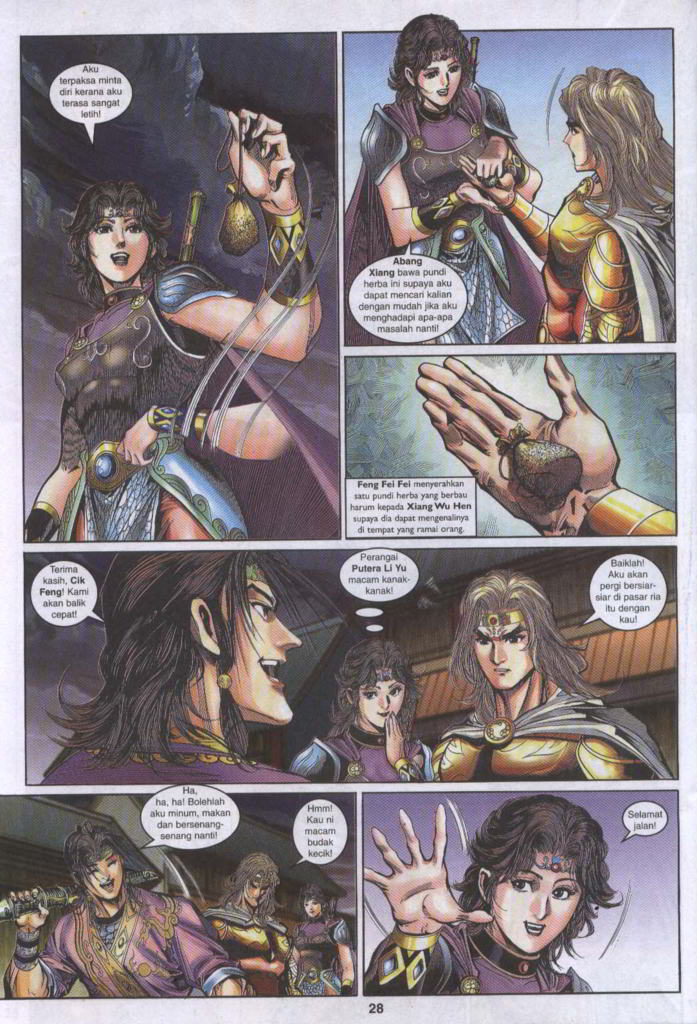 Aku
terpaksa minta
diri kerana aku
terasa sangat
letih!
Abang
Xiang bawa pundi
herba ini supaya aku
dapat mencari kalian
dengan mudah jika aku
menghadapi apa-apa
masalah nanti!
Feng Fei Fei menyerahkan
satu pundi herba yang berbau
harum kepada Xiang Wu Hen
supaya dia dapat mengenalinya
di tempat yang ramai orang.
Terima
kasih, Cik
Feng! Kami
akan balik
cepat!
Perangai
Putera Li Yu
macam kanak-
kanak!
Baiklah!
Aku akan
pergi bersiar-
siar di pasar ria
itu dengan
kau!
Ha,
ha, ha! Bolehlah
aku minum, makan
dan bersenang-
senang nanti!
Hmm!
Kau ni
macam
budak
kecik!
Selamat
jalan!
28